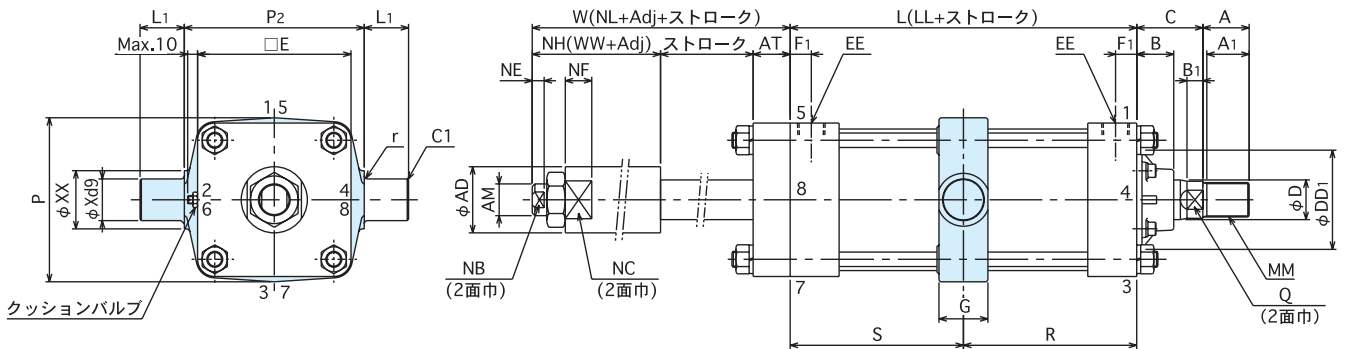 L1
P2
L1
Max.10
□E
1 5
r
C1
P
φXX
φXd9
2
6
4
8
3 7
クッションバルブ
W(NL+Adj+ストローク)
L(LL+ストローク)
C
A
NH(WW+Adj)
ストローク
AT
F1
EE
EE
F1
B
A1
NE
NF
B1
5
1
φAD
AM
8
4
φD
φDD1
NB
(2面巾)
NC
(2面巾)
7
3
MM
G
Q
(2面巾)
S
R